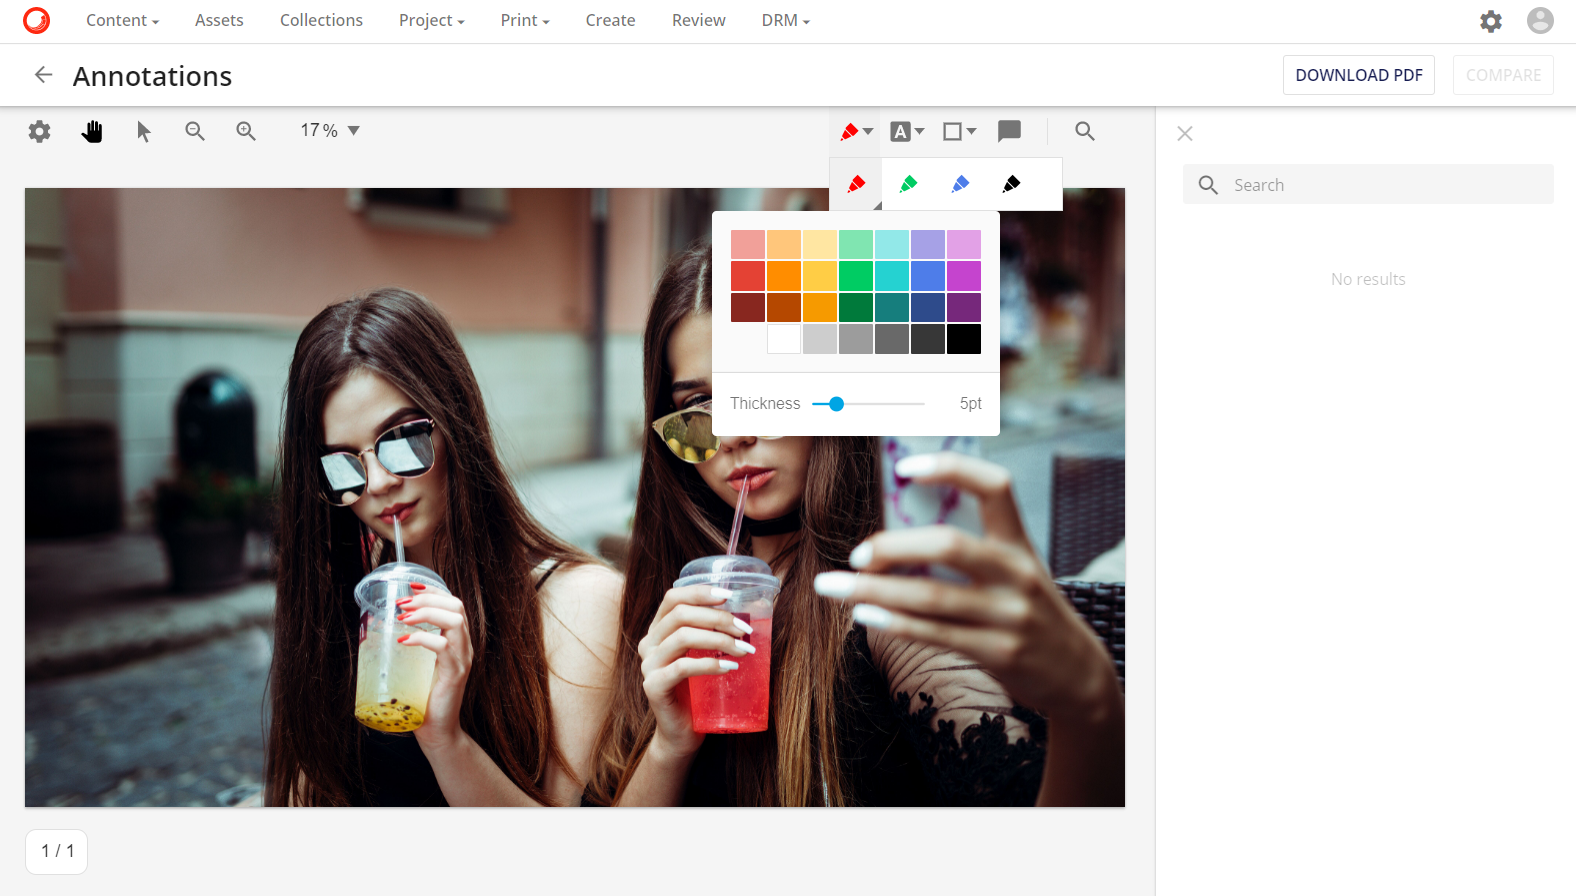 Content Assets Collections Project Print Create Review DRM
Annotations
DOWNLOAD PDF
COMPARE
17 %
A
Search
No results
Thickness
5pt
1 / 1